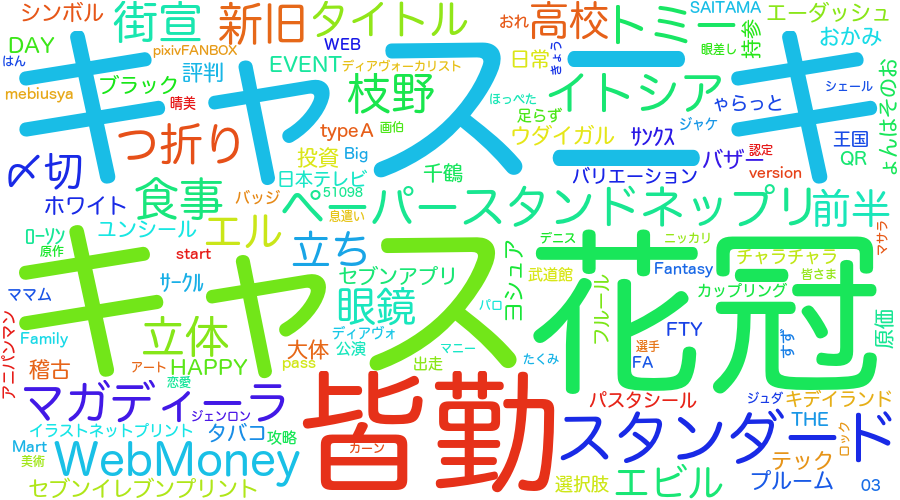 シンボル
街宣
新旧
タイトル
おれ
高校
トミー
SAITAMA
エーダッシュ
DAY
pixivFANBOX
WEB
日常
きょう
眼差し
持参
おかみ
はん
ブラック
評判
EVENT
ディアヴォーカリスト
キャスニーキ
mebiusya
晴美
枝野
ほっぺた
イトシア
ゃらっと
シェール
ょんはそのお
つ折り
typeA
画伯
足らず
ウダイガル
サンクス
ジャケ
王国
〆切
投資
Big
千鶴
バリエーション
バザー
認定
QR
version
食事
日本テレビ
51098
ホワイト
バッジ
息遣い
ペーパースタンドネップリ
前半
ローソン
原作
ユンシール
エル
立ち
start
デニス
ニッカリ
マサラ
キャス
花冠
セブンアプリ
ヨシュア
武道館
Fantasy
チャラチャラ
皆さま
ママム
サークル
眼鏡
パロ
フルール
カップリング
アニパンマン
Family
立体
ディアヴォ
マニー
FTY
すず
原価
稽古
HAPPY
大体
公演
出走
たくみ
選手
FA
アート
pass
恋愛
マガディーラ
ジェンロン
皆勤
パスタシール
ジュダ
キデイランド
イラストネットプリント
タバコ
攻略
スタンダード
THE
ロック
Mart
美術
WebMoney
カーン
テック
セブンイレブンプリント
選択肢
エビル
プルーム
03